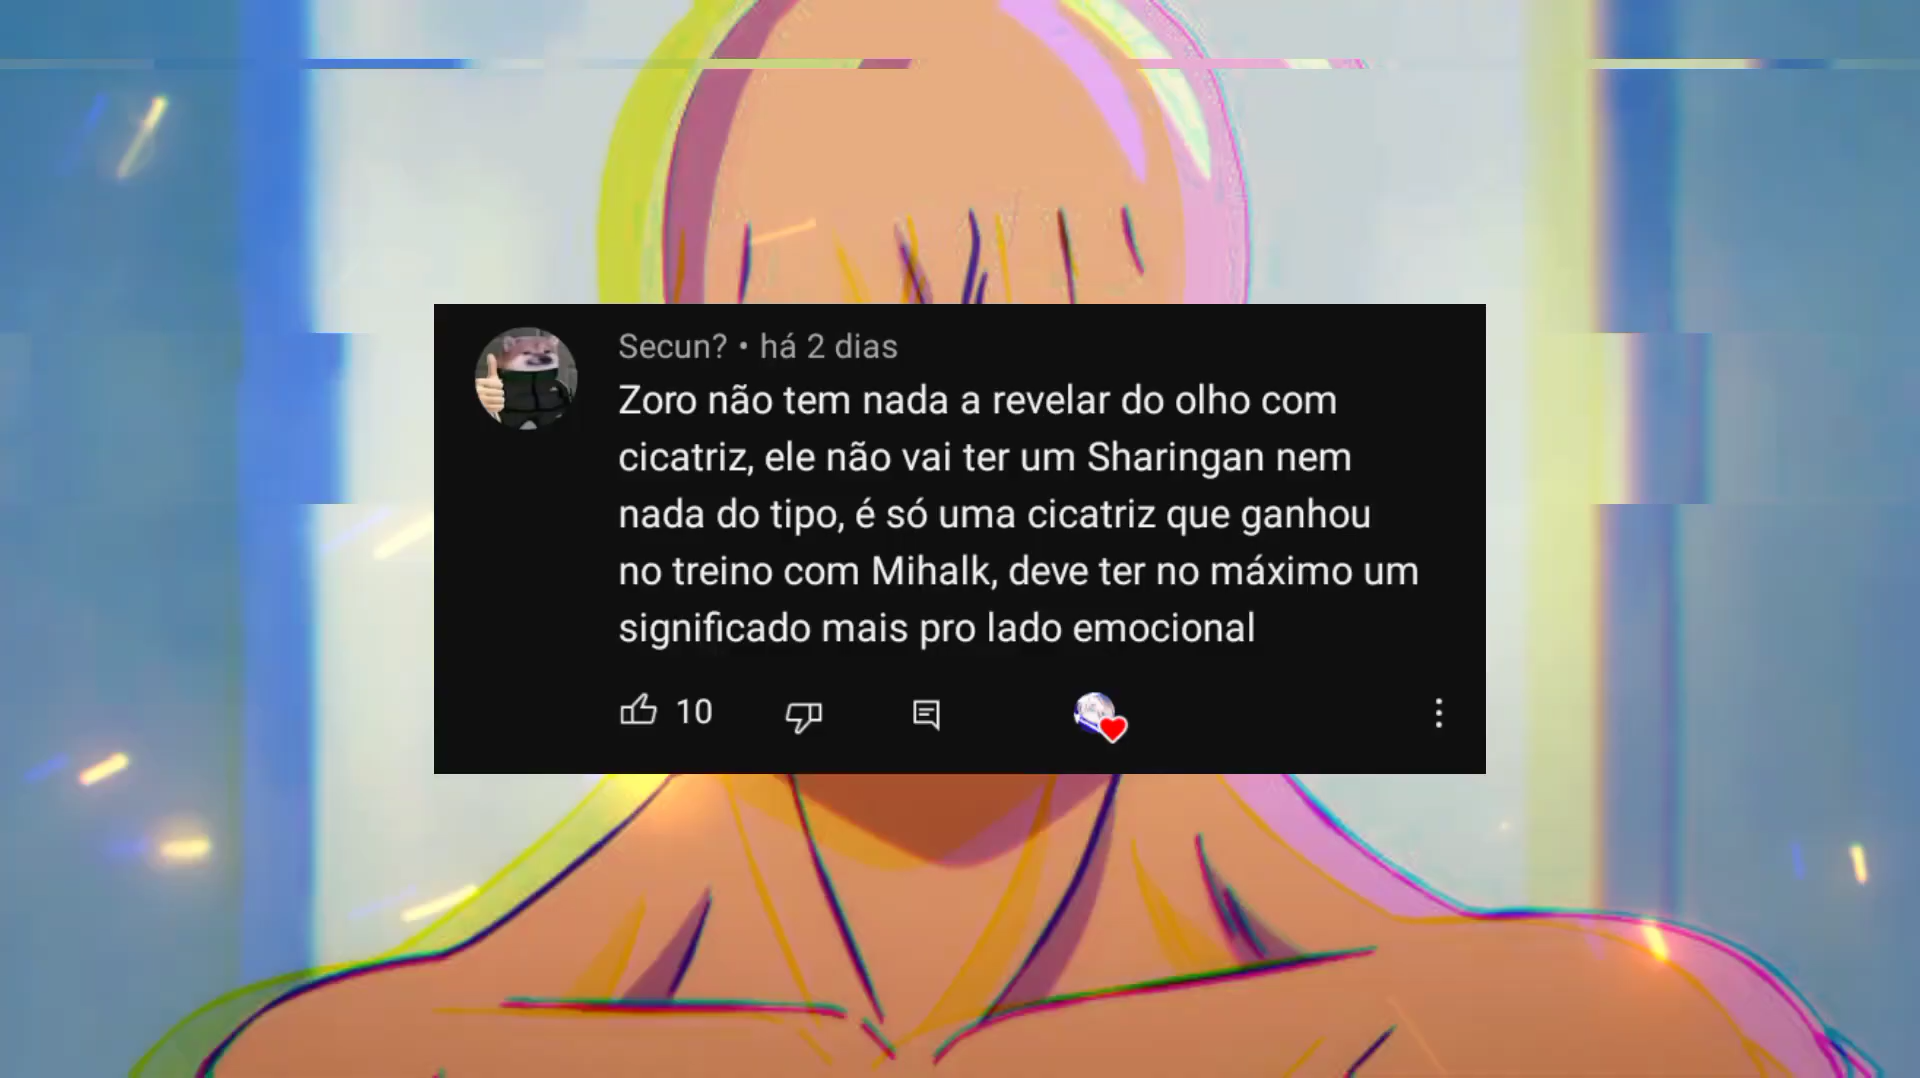 Secun? • há 2 dias
Zoro não tem nada a revelar do olho com
cicatriz, ele não vai ter um Sharingan nem
nada do tipo, é só uma cicatriz que ganhou
no treino com Mihalk, deve ter no máximo um
significado mais pro lado emocional
10